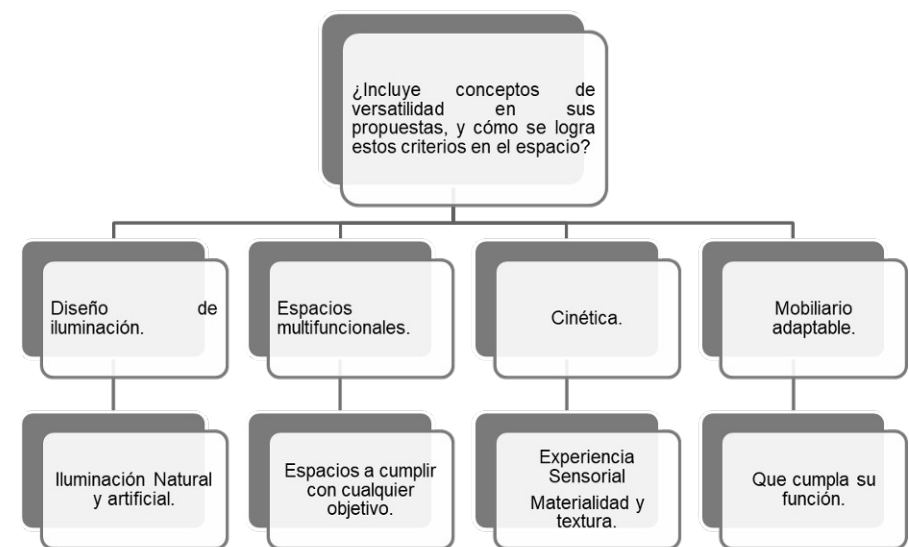 ¿Incluye conceptos de
versatilidad en sus
propuestas, y cómo se logra
estos criterios en el espacio?
Diseño de
iluminación.
Espacios
multifuncionales.
Cinética.
Mobiliario
adaptable.
Iluminación Natural
y artificial.
Espacios a cumplir
con cualquier
objetivo.
Experiencia
Sensorial
Materialidad y
textura.
Que cumpla su
función.